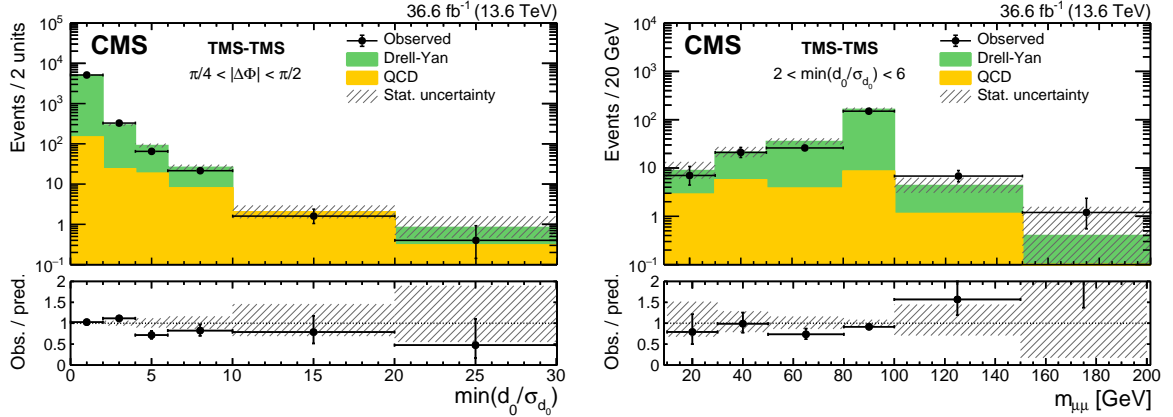 36.6 fb⁻¹ (13.6 TeV)
CMS
TMS-TMS
π/4 < |ΔΦ| < π/2
Observed
Drell-Yan
QCD
Stat. uncertainty
Events / 2 units
10⁵
10⁴
10³
10²
10
1
10⁻¹
Obs. / pred.
2
1.5
1
0.5
0
0 5 10 15 20 25 30
min(d₀/σ_d₀)
36.6 fb⁻¹ (13.6 TeV)
CMS
TMS-TMS
2 < min(d₀/σ_d₀) < 6
Observed
Drell-Yan
QCD
Stat. uncertainty
Events / 20 GeV
10⁴
10³
10²
10
1
10⁻¹
Obs. / pred.
2
1.5
1
0.5
0
20 40 60 80 100 120 140 160 180 200
m_μμ [GeV]